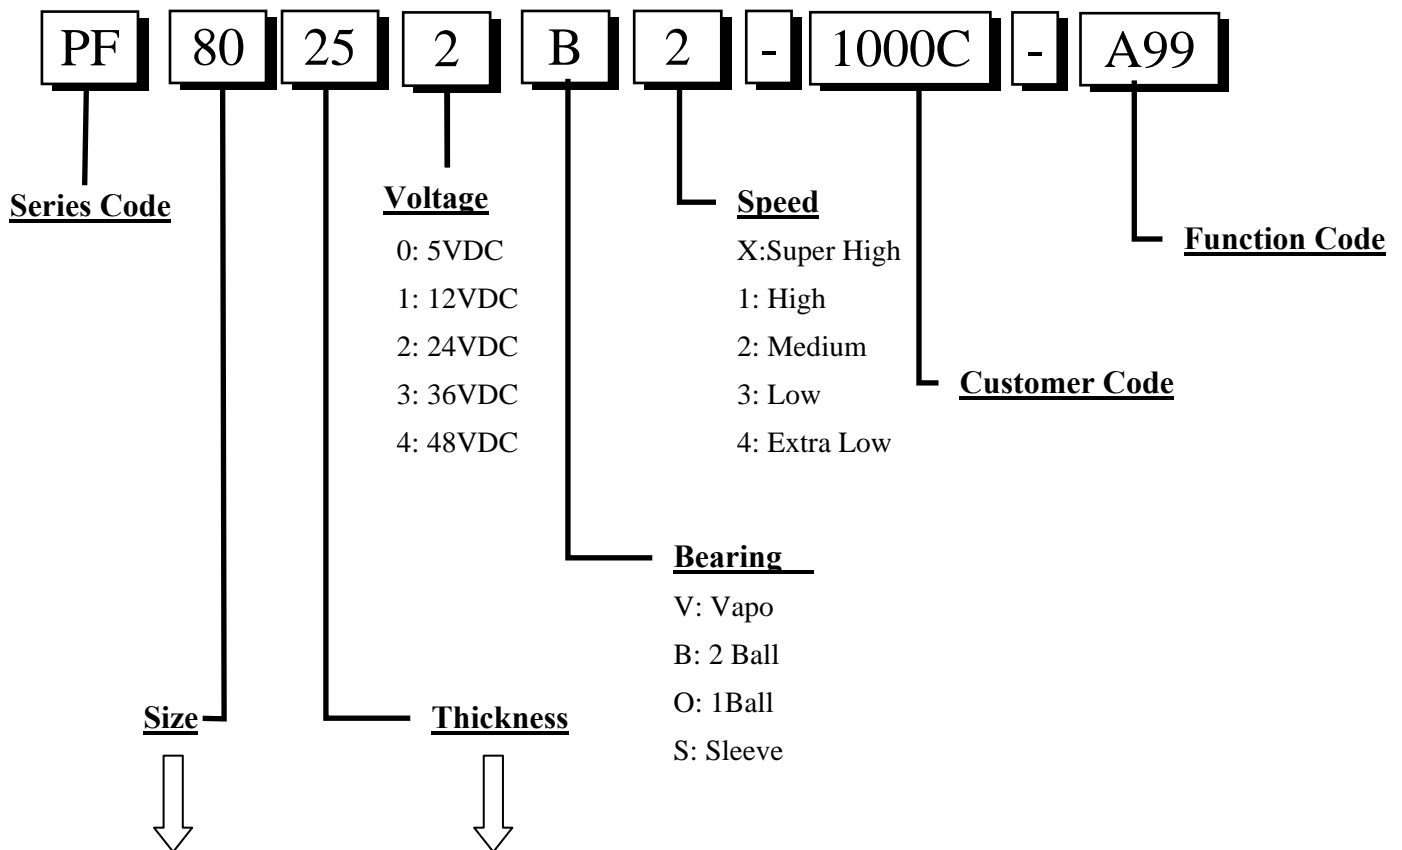 PF 80 25 2 B 2 - 1000C - A99
Series Code
Voltage
0: 5VDC
1: 12VDC
2: 24VDC
3: 36VDC
4: 48VDC
Speed
X:Super High
1: High
2: Medium
3: Low
4: Extra Low
Function Code
Customer Code
Bearing
V: Vapo
B: 2 Ball
O: 1Ball
S: Sleeve
Size
Thickness